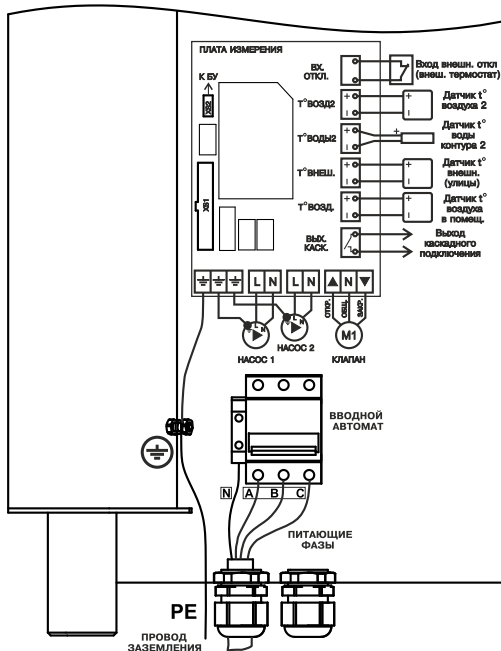 ПЛАТА ИЗМЕРЕНИЯ
К БУ
XS2
XS1
ВХ.
ОТКЛ.
Вход внешн. откл
(внеш. термостат)
Т°ВОЗД2
+
–
+
–
Датчик t°
воздуха 2
Т°ВОДЫ2
+
–
+
Датчик t°
воды
контура 2
Т°ВНЕШ.
+
–
+
–
Датчик t°
внешн.
(улицы)
Т°ВОЗД.
+
–
+
–
Датчик t°
воздуха
в помещ.
ВЫХ.
КАСК.
Выход
каскадного
подключения
L N L N N
ОТКР.
ОБЩ.
ЗАКР.
L N
L N
M1
НАСОС 1
НАСОС 2
КЛАПАН
ВВОДНОЙ
АВТОМАТ
N A B C
ПИТАЮЩИЕ
ФАЗЫ
PE
ПРОВОД
ЗАЗЕМЛЕНИЯ